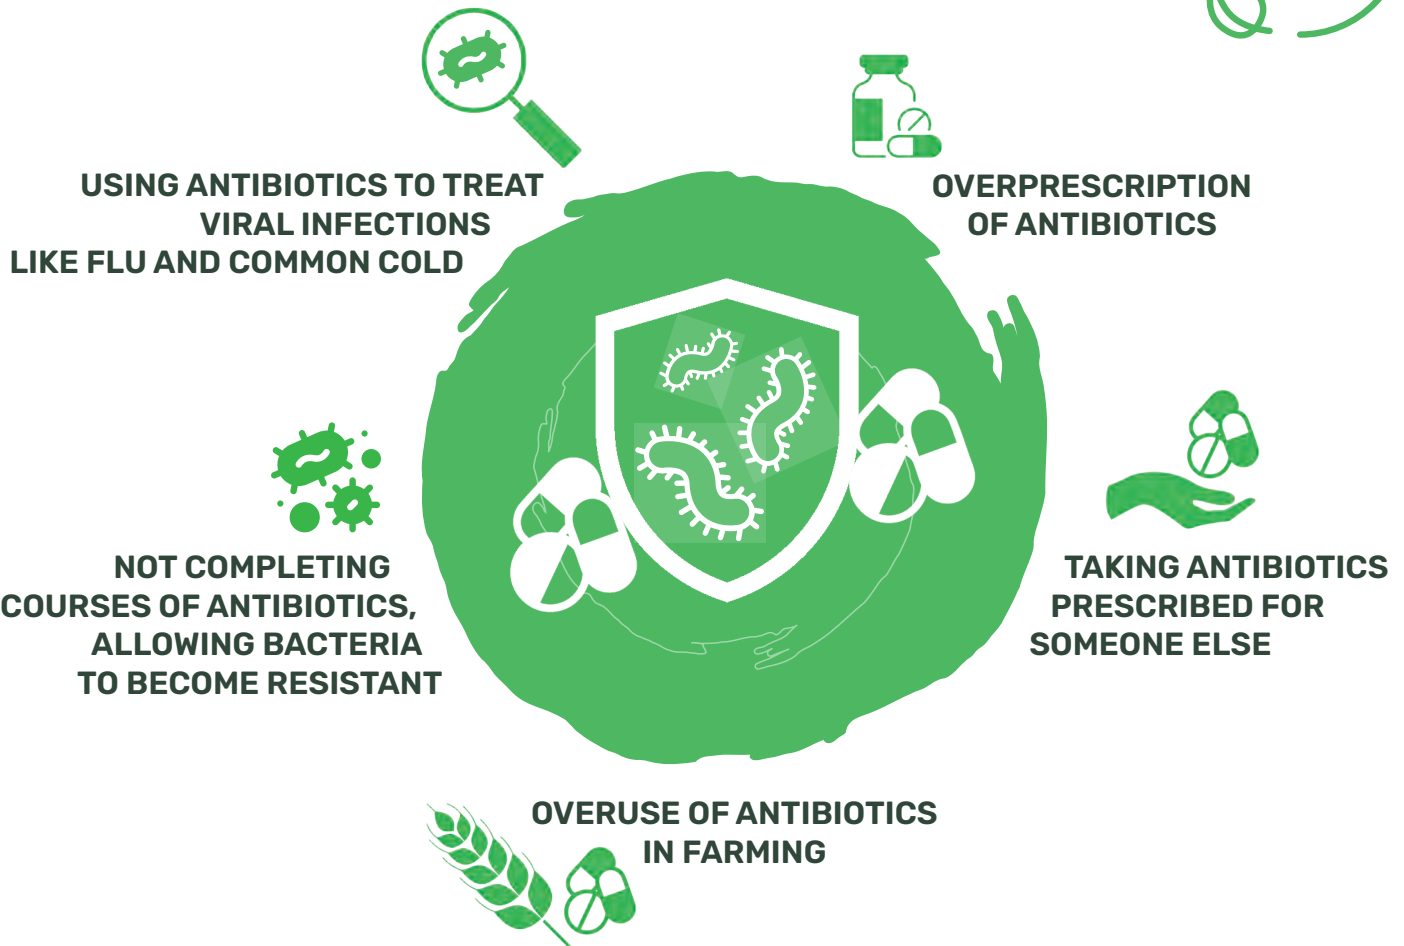 USING ANTIBIOTICS TO TREAT
VIRAL INFECTIONS
LIKE FLU AND COMMON COLD
OVERPRESCRIPTION
OF ANTIBIOTICS
NOT COMPLETING
COURSES OF ANTIBIOTICS,
ALLOWING BACTERIA
TO BECOME RESISTANT
TAKING ANTIBIOTICS
PRESCRIBED FOR
SOMEONE ELSE
OVERUSE OF ANTIBIOTICS
IN FARMING